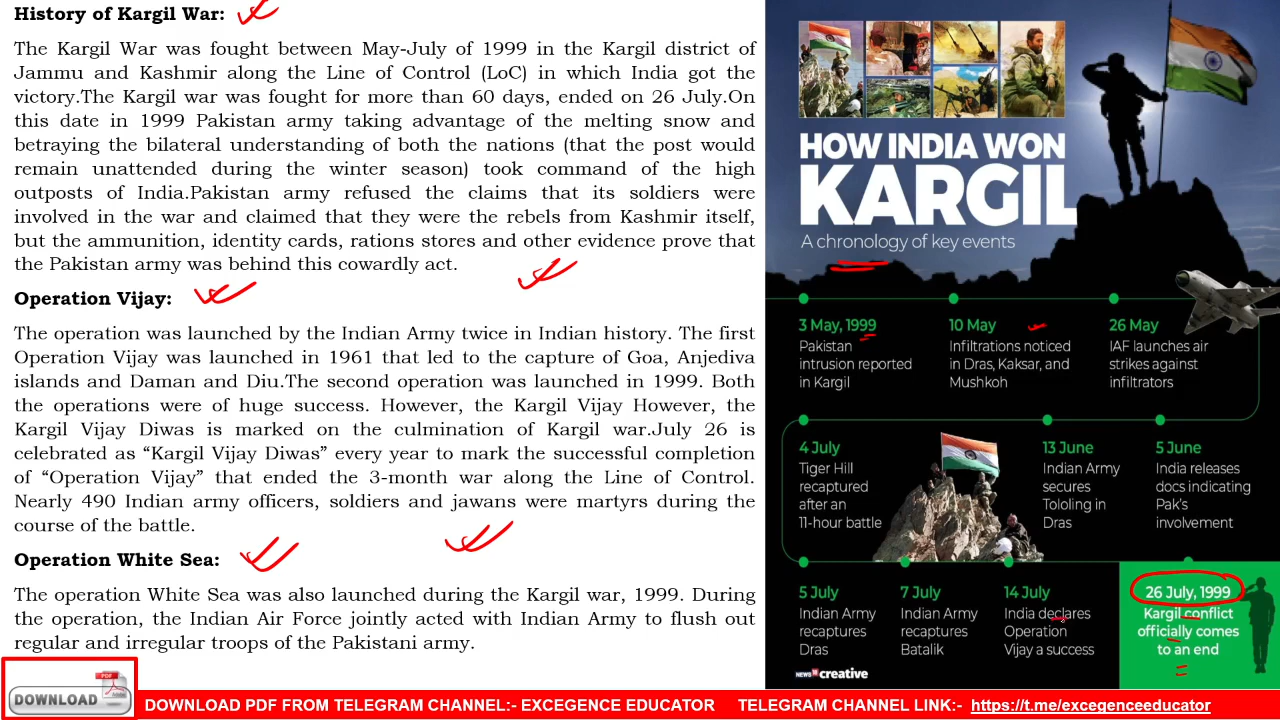 History of Kargil War:
The Kargil War was fought between May-July of 1999 in the Kargil district of
Jammu and Kashmir along the Line of Control (LoC) in which India got the
victory.The Kargil war was fought for more than 60 days, ended on 26 July.On
this date in 1999 Pakistan army taking advantage of the melting snow and
betraying the bilateral understanding of both the nations (that the post would
remain unattended during the winter season) took command of the high
outposts of India.Pakistan army refused the claims that its soldiers were
involved in the war and claimed that they were the rebels from Kashmir itself,
but the ammunition, identity cards, rations stores and other evidence prove that
the Pakistan army was behind this cowardly act.
Operation Vijay:
The operation was launched by the Indian Army twice in Indian history. The first
Operation Vijay was launched in 1961 that led to the capture of Goa, Anjediva
islands and Daman and Diu.The second operation was launched in 1999. Both
the operations were of huge success. However, the Kargil Vijay However, the
Kargil Vijay Diwas is marked on the culmination of Kargil war.July 26 is
celebrated as “Kargil Vijay Diwas” every year to mark the successful completion
of “Operation Vijay” that ended the 3-month war along the Line of Control.
Nearly 490 Indian army officers, soldiers and jawans were martyrs during the
course of the battle.
Operation White Sea:
The operation White Sea was also launched during the Kargil war, 1999. During
the operation, the Indian Air Force jointly acted with Indian Army to flush out
regular and irregular troops of the Pakistani army.
HOW INDIA WON
KARGIL
A chronology of key events
3 May, 1999
Pakistan
intrusion reported
in Kargil
10 May
Infiltrations noticed
in Dras, Kaksar, and
Mushkoh
26 May
IAF launches air
strikes against
infiltrators
4 July
Tiger Hill
recaptured
after an
11-hour battle
13 June
Indian Army
secures
Tololing in
Dras
5 June
India releases
docs indicating
Pak's
involvement
5 July
Indian Army
recaptures
Dras
7 July
Indian Army
recaptures
Batalik
14 July
India declares
Operation
Vijay a success
26 July, 1999
Kargil conflict
officially comes
to an end
NEWS18 creative
PDF
DOWNLOAD
DOWNLOAD PDF FROM TELEGRAM CHANNEL:- EXCEGENCE EDUCATOR TELEGRAM CHANNEL LINK:- https://t.me/excegenceeducator